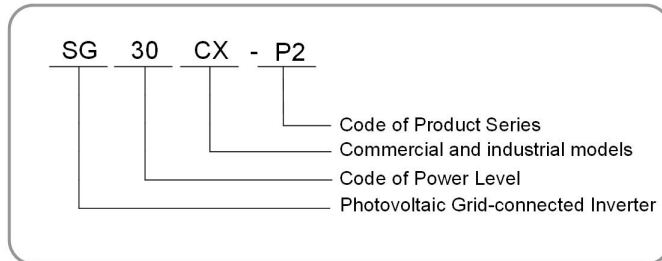 SG 30 CX - P2
Code of Product Series
Commercial and industrial models
Code of Power Level
Photovoltaic Grid-connected Inverter